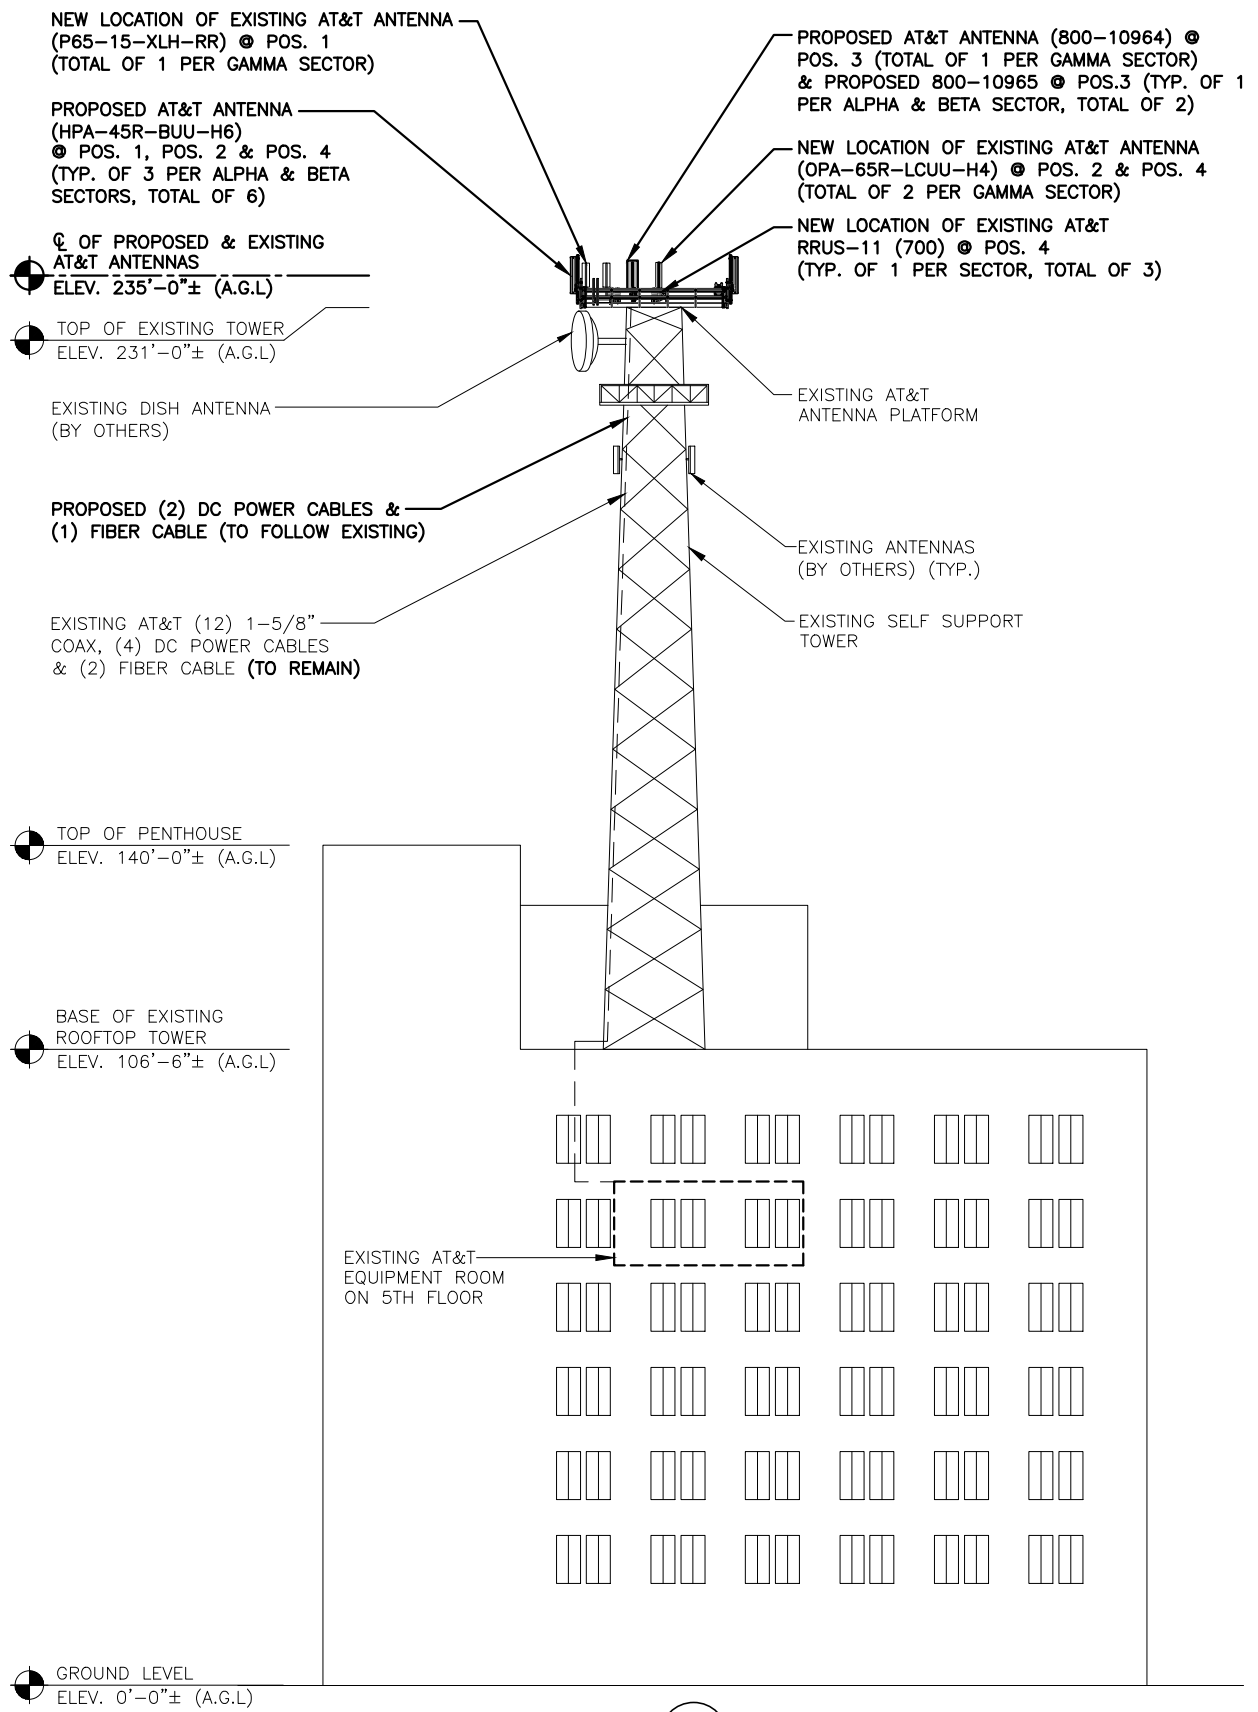 NEW LOCATION OF EXISTING AT&T ANTENNA
(P65-15-XLH-RR) @ POS. 1
(TOTAL OF 1 PER GAMMA SECTOR)
PROPOSED AT&T ANTENNA
(HPA-45R-BUU-H6)
@ POS. 1, POS. 2 & POS. 4
(TYP. OF 3 PER ALPHA & BETA
SECTORS, TOTAL OF 6)
℄ OF PROPOSED & EXISTING
AT&T ANTENNAS
ELEV. 235'-0"± (A.G.L)
TOP OF EXISTING TOWER
ELEV. 231'-0"± (A.G.L)
EXISTING DISH ANTENNA
(BY OTHERS)
PROPOSED (2) DC POWER CABLES &
(1) FIBER CABLE (TO FOLLOW EXISTING)
EXISTING AT&T (12) 1-5/8"
COAX, (4) DC POWER CABLES
& (2) FIBER CABLE (TO REMAIN)
PROPOSED AT&T ANTENNA (800-10964) @
POS. 3 (TOTAL OF 1 PER GAMMA SECTOR)
& PROPOSED 800-10965 @ POS.3 (TYP. OF 1
PER ALPHA & BETA SECTOR, TOTAL OF 2)
NEW LOCATION OF EXISTING AT&T ANTENNA
(OPA-65R-LCUU-H4) @ POS. 2 & POS. 4
(TOTAL OF 2 PER GAMMA SECTOR)
NEW LOCATION OF EXISTING AT&T
RRUS-11 (700) @ POS. 4
(TYP. OF 1 PER SECTOR, TOTAL OF 3)
EXISTING AT&T
ANTENNA PLATFORM
EXISTING ANTENNAS
(BY OTHERS) (TYP.)
EXISTING SELF SUPPORT
TOWER
TOP OF PENTHOUSE
ELEV. 140'-0"± (A.G.L)
BASE OF EXISTING
ROOFTOP TOWER
ELEV. 106'-6"± (A.G.L)
EXISTING AT&T
EQUIPMENT ROOM
ON 5TH FLOOR
GROUND LEVEL
ELEV. 0'-0"± (A.G.L)